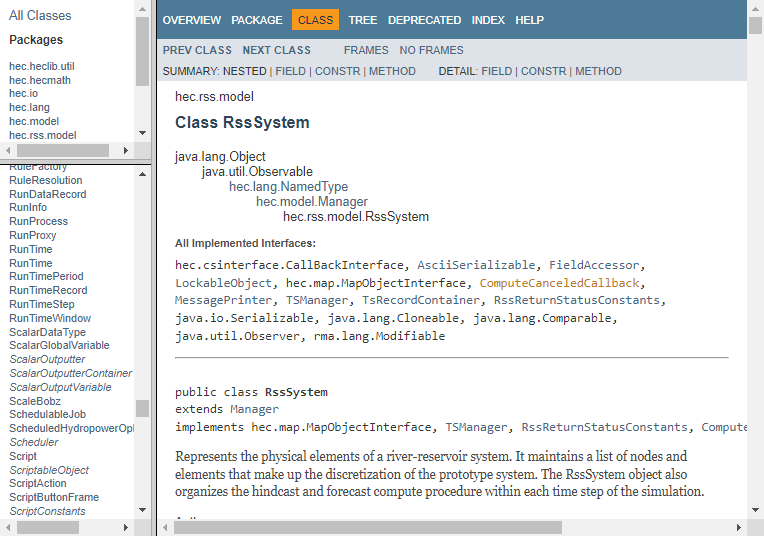 All Classes
Packages
hec.heclib.util
hec.hecmath
hec.io
hec.lang
hec.model
hec.rss.model
RuleFactory
RuleResolution
RunDataRecord
RunInfo
RunProcess
RunProxy
RunTime
RunTime
RunTimePeriod
RunTimeRecord
RunTimeStep
RunTimeWindow
ScalarDataType
ScalarGlobalVariable
ScalarOutputter
ScalarOutputterContainer
ScalarOutputVariable
ScaleBobz
SchedulableJob
Scheduler
Script
ScriptableObject
ScriptAction
ScriptButtonFrame
ScriptConstants
OVERVIEW PACKAGE CLASS TREE DEPRECATED INDEX HELP
PREV CLASS NEXT CLASS FRAMES NO FRAMES
SUMMARY: NESTED | FIELD | CONSTR | METHOD DETAIL: FIELD | CONSTR | METHOD
hec.rss.model
Class RssSystem
java.lang.Object
java.util.Observable
hec.lang.NamedType
hec.model.Manager
hec.rss.model.RssSystem
All Implemented Interfaces:
hec.csinterface.CallBackInterface, AsciiSerializable, FieldAccessor,
LockableObject, hec.map.MapObjectInterface, ComputeCanceledCallback,
MessagePrinter, TSManager, TsRecordContainer, RssReturnStatusConstants,
java.io.Serializable, java.lang.Cloneable, java.lang.Comparable,
java.util.Observer, rma.lang.Modifiable
public class RssSystem
extends Manager
implements hec.map.MapObjectInterface, TSManager, RssReturnStatusConstants, Compute
Represents the physical elements of a river-reservoir system. It maintains a list of nodes and
elements that make up the discretization of the prototype system. The RssSystem object also
organizes the hindcast and forecast compute procedure within each time step of the simulation.